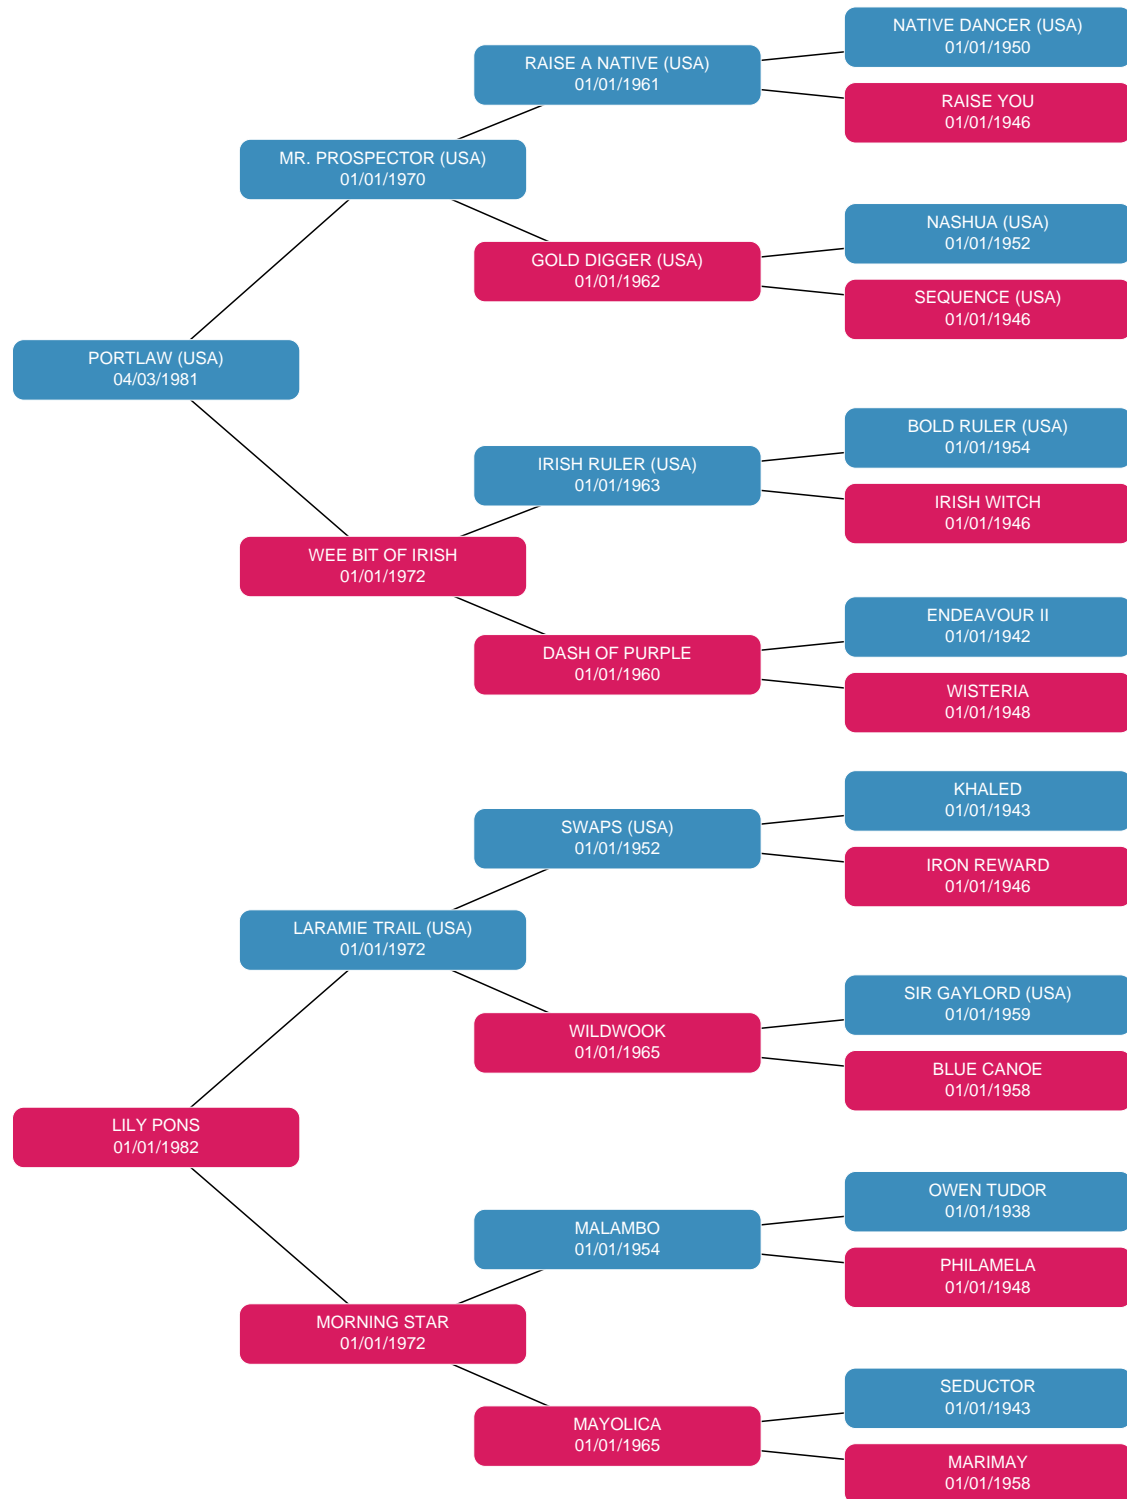 NATIVE DANCER (USA)
01/01/1950
RAISE A NATIVE (USA)
01/01/1961
RAISE YOU
01/01/1946
MR. PROSPECTOR (USA)
01/01/1970
NASHUA (USA)
01/01/1952
GOLD DIGGER (USA)
01/01/1962
SEQUENCE (USA)
01/01/1946
PORTLAW (USA)
04/03/1981
BOLD RULER (USA)
01/01/1954
IRISH RULER (USA)
01/01/1963
IRISH WITCH
01/01/1946
WEE BIT OF IRISH
01/01/1972
ENDEAVOUR II
01/01/1942
DASH OF PURPLE
01/01/1960
WISTERIA
01/01/1948
KHALED
01/01/1943
SWAPS (USA)
01/01/1952
IRON REWARD
01/01/1946
LARAMIE TRAIL (USA)
01/01/1972
SIR GAYLORD (USA)
01/01/1959
WILDWOOK
01/01/1965
BLUE CANOE
01/01/1958
LILY PONS
01/01/1982
OWEN TUDOR
01/01/1938
MALAMBO
01/01/1954
PHILAMELA
01/01/1948
MORNING STAR
01/01/1972
SEDUCTOR
01/01/1943
MAYOLICA
01/01/1965
MARIMAY
01/01/1958